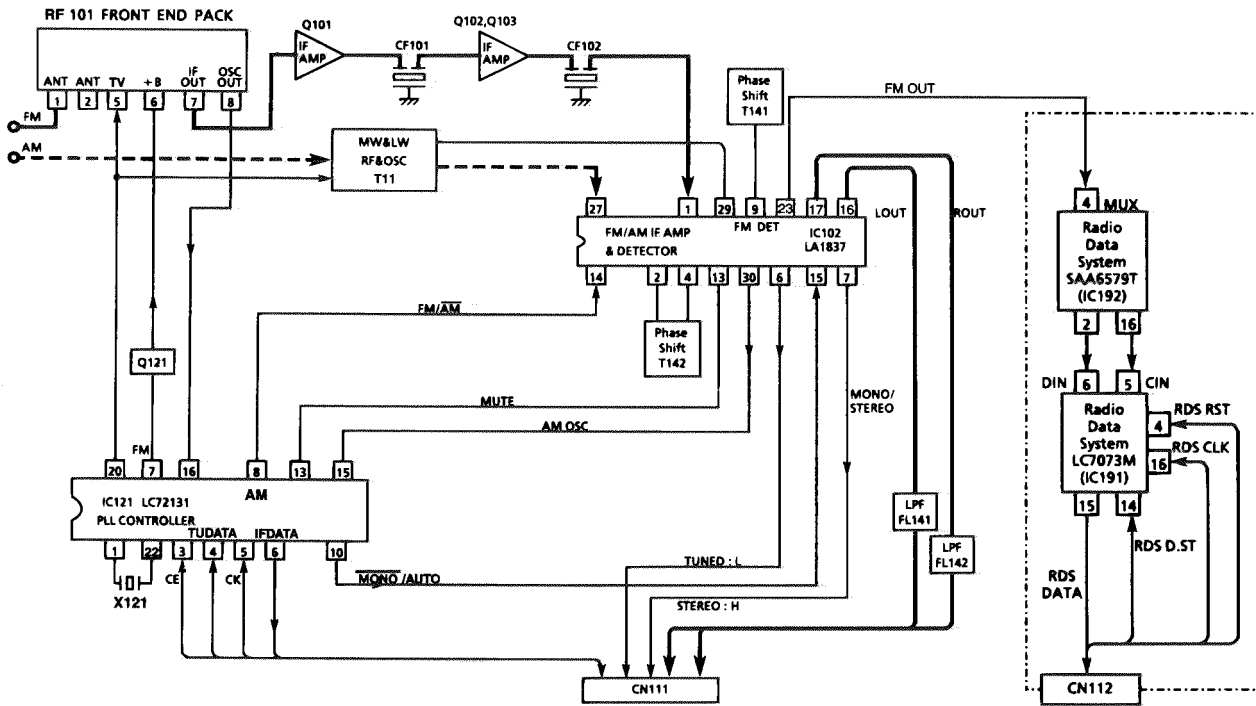 RF 101 FRONT END PACK
ANT ANT TV +B IF OUT OSC OUT
1 2 5 6 7 8
FM
AM
Q101
IF AMP
CF101
Q102,Q103
IF AMP
CF102
MW&LW
RF&OSC
T11
Phase
Shift
T141
FM OUT
27 1 29 9 23 17 16
LOUT
ROUT
FM/AM IF AMP
& DETECTOR
FM DET
IC102
LA1837
14 2 4 13 30 6 15 7
Phase
Shift
T142
FM/AM
Q121
MUTE
AM OSC
MONO/
STEREO
FM
20 7 16 8 13 15
AM
IC121 LC72131
PLL CONTROLLER
TUDATA IFDATA
1 22 3 4 5 6 10
X121
CE
CK
MONO/AUTO
TUNED : L
STEREO : H
LPF
FL141
LPF
FL142
CN111
4 MUX
Radio
Data
System
SAA6579T
(IC192)
2 16
DIN 6 5 CIN
Radio
Data
System
LC7073M
(IC191)
4 RDS RST
16 RDS CLK
15 14
RDS D.ST
RDS
DATA
CN112